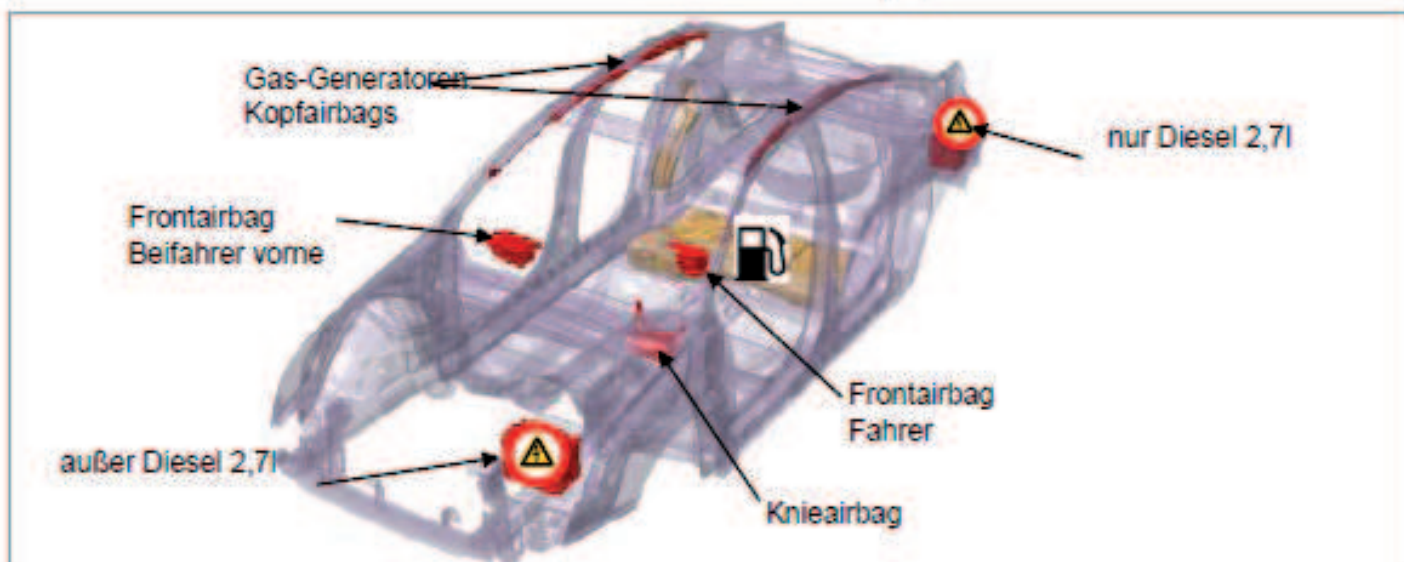 Gas-Generatoren
Kopfairbags
nur Diesel 2,7l
Frontairbag
Beifahrer vorne
Frontairbag
Fahrer
außer Diesel 2,7l
Knieairbag